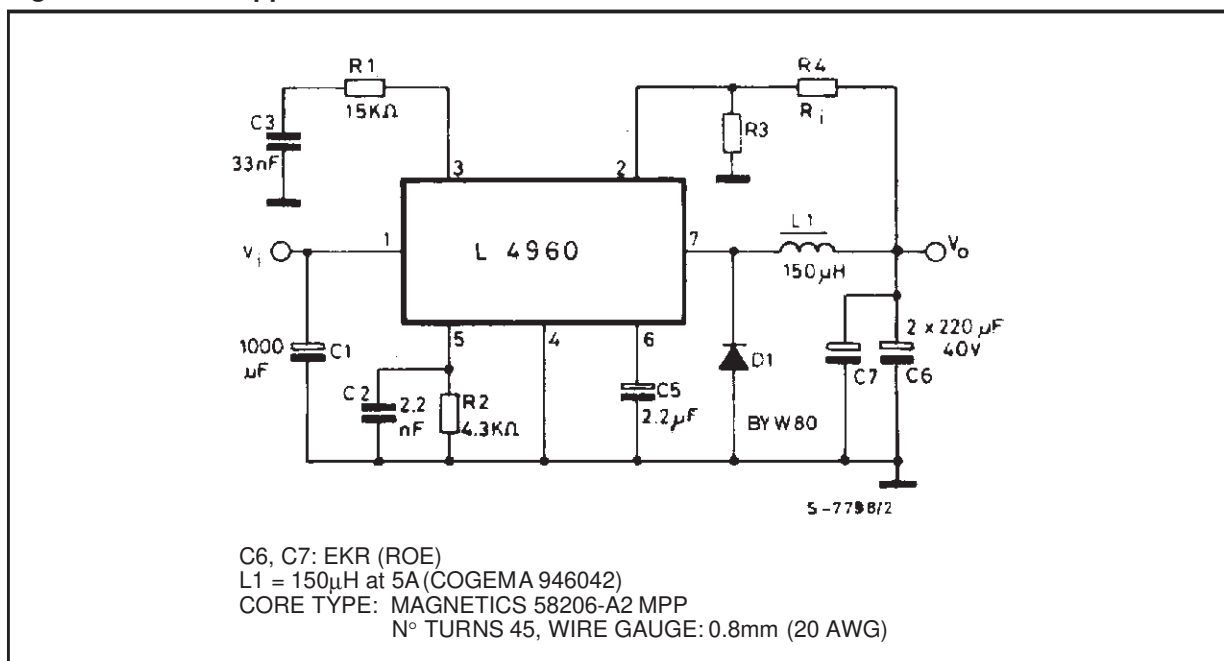 R1
15KΩ
C3
33nF
3
2
R4
Ri
R3
Vi
1
L 4960
7
L1
150µH
Vo
1000
µF
C1
5
4
6
C2
2.2
nF
R2
4.3KΩ
C5
2.2µF
D1
BYW80
C7
C6
2 x 220 µF
40V
S-7798/2
C6, C7: EKR (ROE)
L1 = 150µH at 5A (COGEMA 946042)
CORE TYPE: MAGNETICS 58206-A2 MPP
N° TURNS 45, WIRE GAUGE: 0.8mm (20 AWG)